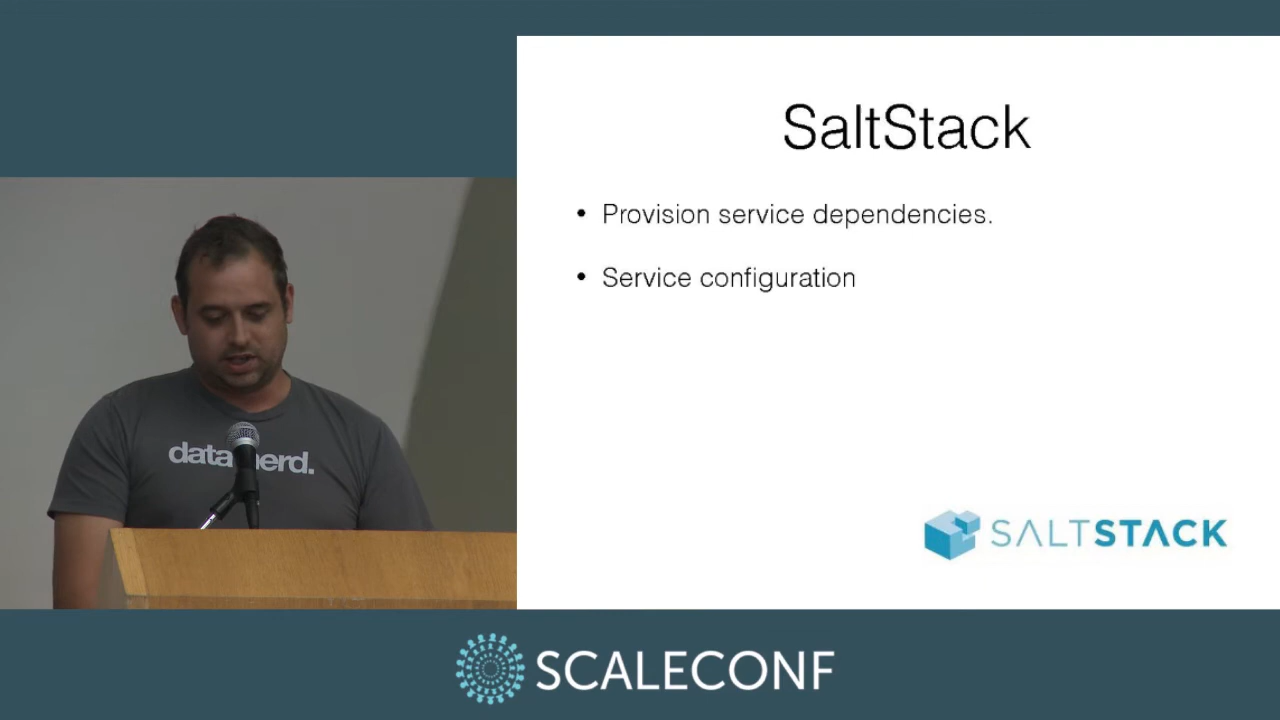 SaltStack
• Provision service dependencies.
• Service configuration
data nerd.
SALTSTACK
SCALECONF